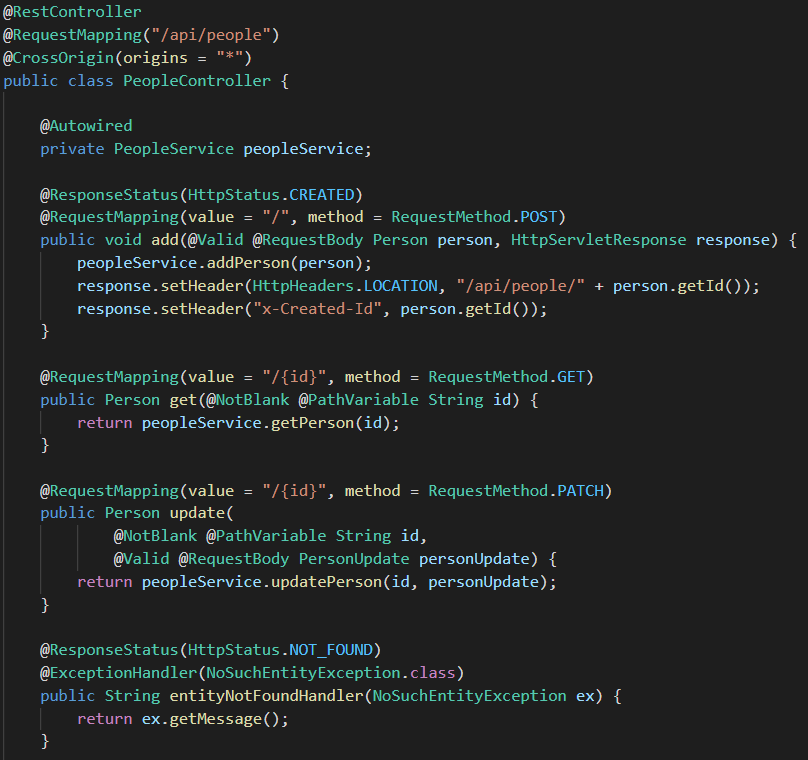 @RestController
@RequestMapping("/api/people")
@CrossOrigin(origins = "*")
public class PeopleController {
@Autowired
private PeopleService peopleService;
@ResponseStatus(HttpStatus.CREATED)
@RequestMapping(value = "/", method = RequestMethod.POST)
public void add(@Valid @RequestBody Person person, HttpServletResponse response) {
peopleService.addPerson(person);
response.setHeader(HttpHeaders.LOCATION, "/api/people/" + person.getId());
response.setHeader("x-Created-Id", person.getId());
}
@RequestMapping(value = "/{id}", method = RequestMethod.GET)
public Person get(@NotBlank @PathVariable String id) {
return peopleService.getPerson(id);
}
@RequestMapping(value = "/{id}", method = RequestMethod.PATCH)
public Person update(
@NotBlank @PathVariable String id,
@Valid @RequestBody PersonUpdate personUpdate) {
return peopleService.updatePerson(id, personUpdate);
}
@ResponseStatus(HttpStatus.NOT_FOUND)
@ExceptionHandler(NoSuchEntityException.class)
public String entityNotFoundHandler(NoSuchEntityException ex) {
return ex.getMessage();
}